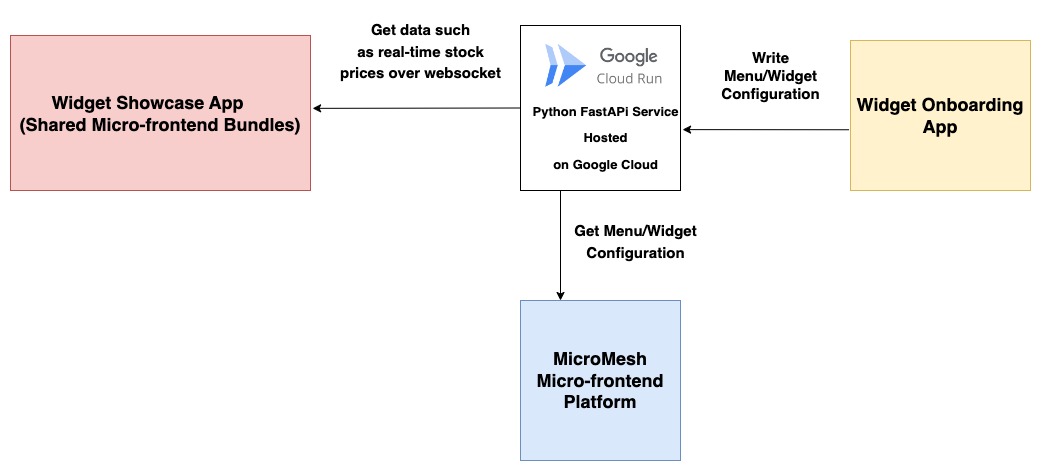 Get data such
as real-time stock
prices over websocket
Widget Showcase App
(Shared Micro-frontend Bundles)
Google
Cloud Run
Python FastAPi Service
Hosted
on Google Cloud
Write
Menu/Widget
Configuration
Widget Onboarding
App
Get Menu/Widget
Configuration
MicroMesh
Micro-frontend
Platform